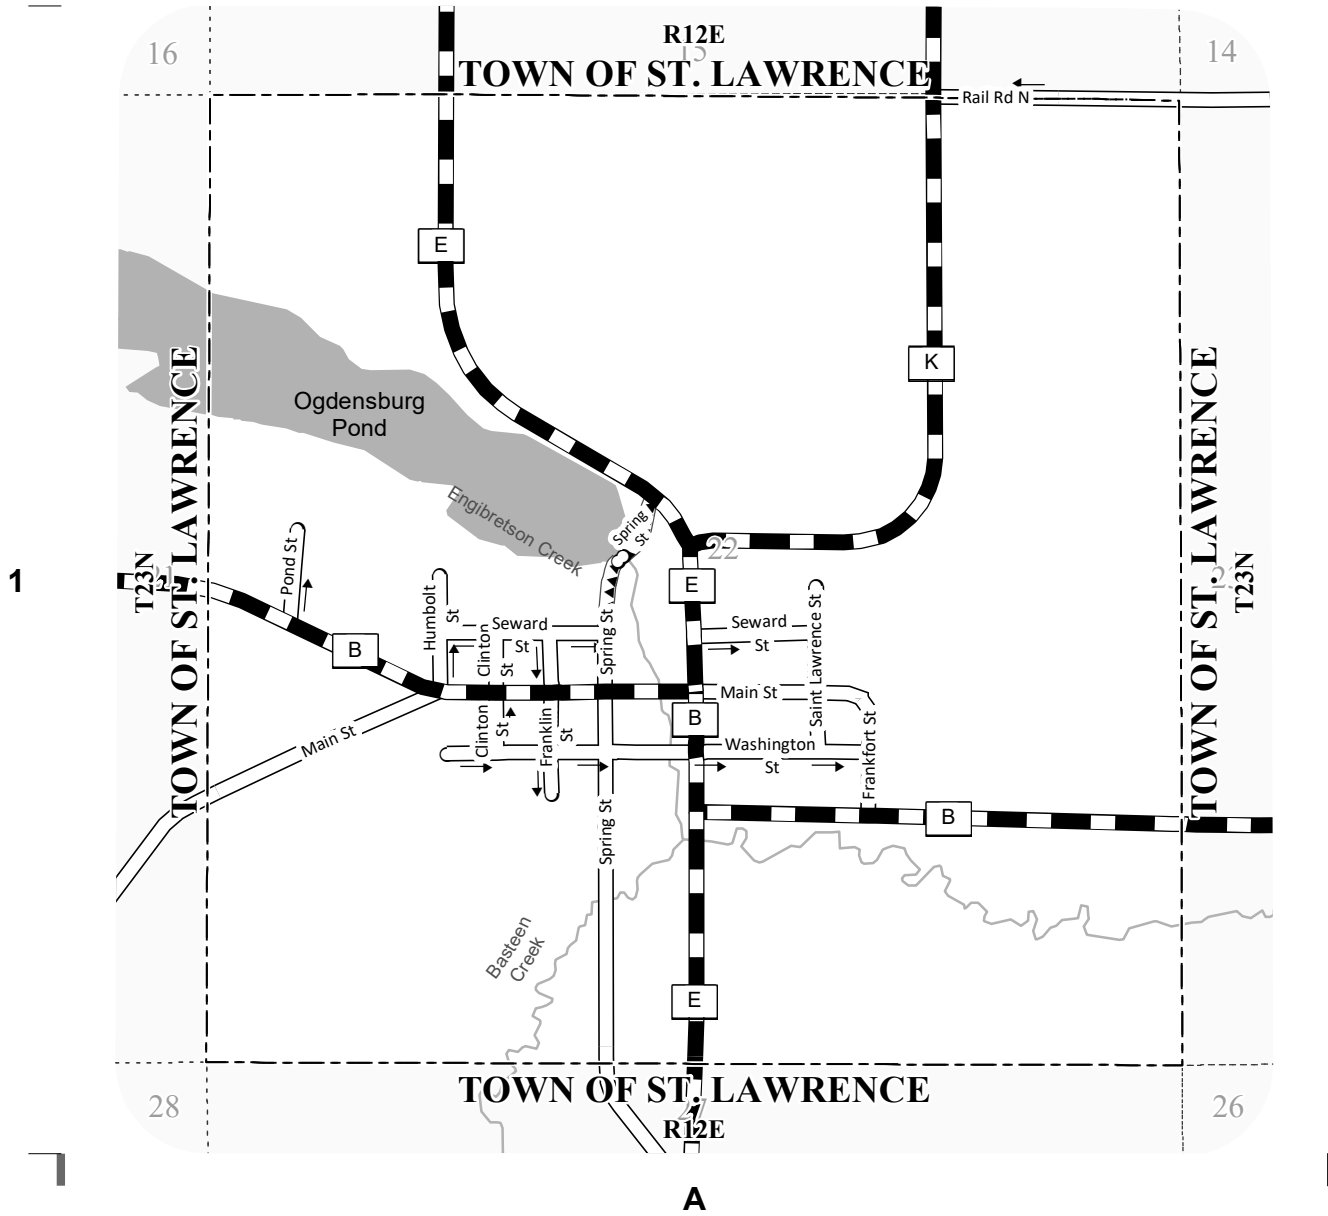 R12E
16
15
14
TOWN OF ST. LAWRENCE
Rail Rd N
E
K
Ogdensburg
Pond
TOWN OF ST. LAWRENCE
TOWN OF ST. LAWRENCE
Engibretson Creek
Spring
St
22
1
T23N
21
Pond St
E
T23N
Humbolt
St
Clinton
St
Seward
St
Spring St
Seward
St
Saint Lawrence St
B
Main St
Main St
Clinton
St
Franklin
St
B
Washington
St
Frankfort St
Spring St
B
Basteen
Creek
E
TOWN OF ST. LAWRENCE
28
27
26
R12E
A